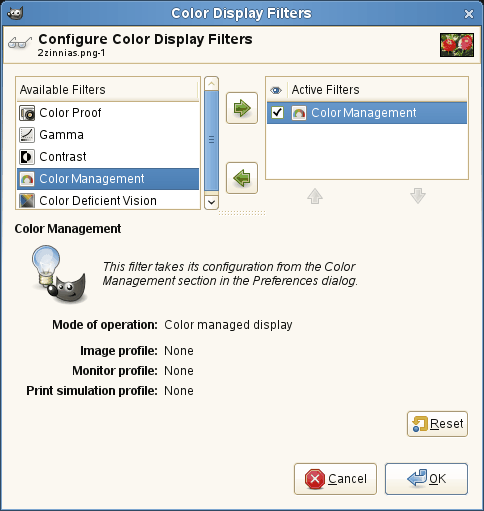 Color Display Filters
Configure Color Display Filters
2zinnias.png-1
Available Filters
Color Proof
Gamma
Contrast
Color Management
Color Deficient Vision
Active Filters
Color Management
Color Management
This filter takes its configuration from the Color
Management section in the Preferences dialog.
Mode of operation: Color managed display
Image profile: None
Monitor profile: None
Print simulation profile: None
Reset
Cancel
OK